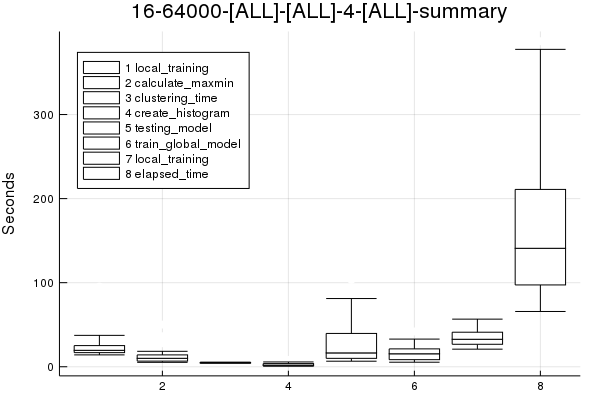 16-64000-[ALL]-[ALL]-4-[ALL]-summary
1 local_training
2 calculate_maxmin
3 clustering_time
4 create_histogram
5 testing_model
6 train_global_model
7 local_training
8 elapsed_time
Seconds
300
200
100
0
2 4 6 8